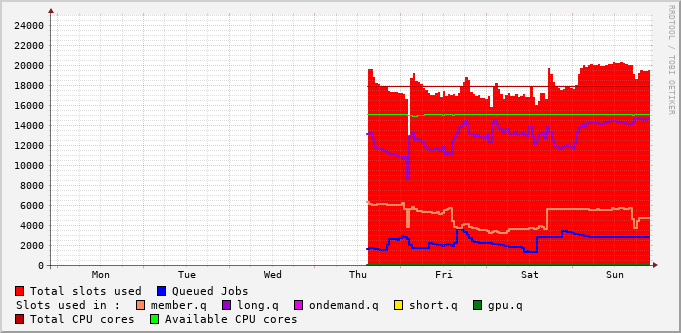 RRDTOOL / TOBI OETIKER
24000
22000
20000
18000
16000
14000
12000
10000
8000
6000
4000
2000
0
Mon Tue Wed Thu Fri Sat Sun
Total slots used Queued Jobs
Slots used in : member.q long.q ondemand.q short.q gpu.q
Total CPU cores Available CPU cores